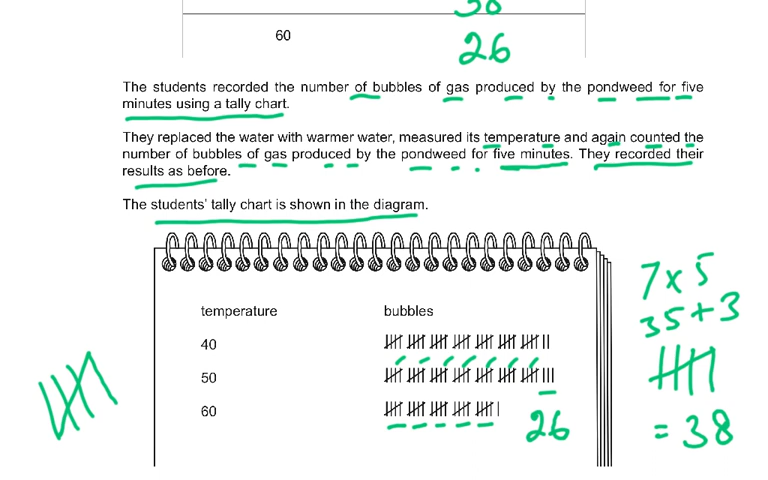 38
60 26
The students recorded the number of bubbles of gas produced by the pondweed for five
minutes using a tally chart.
They replaced the water with warmer water, measured its temperature and again counted the
number of bubbles of gas produced by the pondweed for five minutes. They recorded their
results as before.
The students' tally chart is shown in the diagram.
temperature bubbles
40
50
60
26
7 x 5
35 + 3
= 38